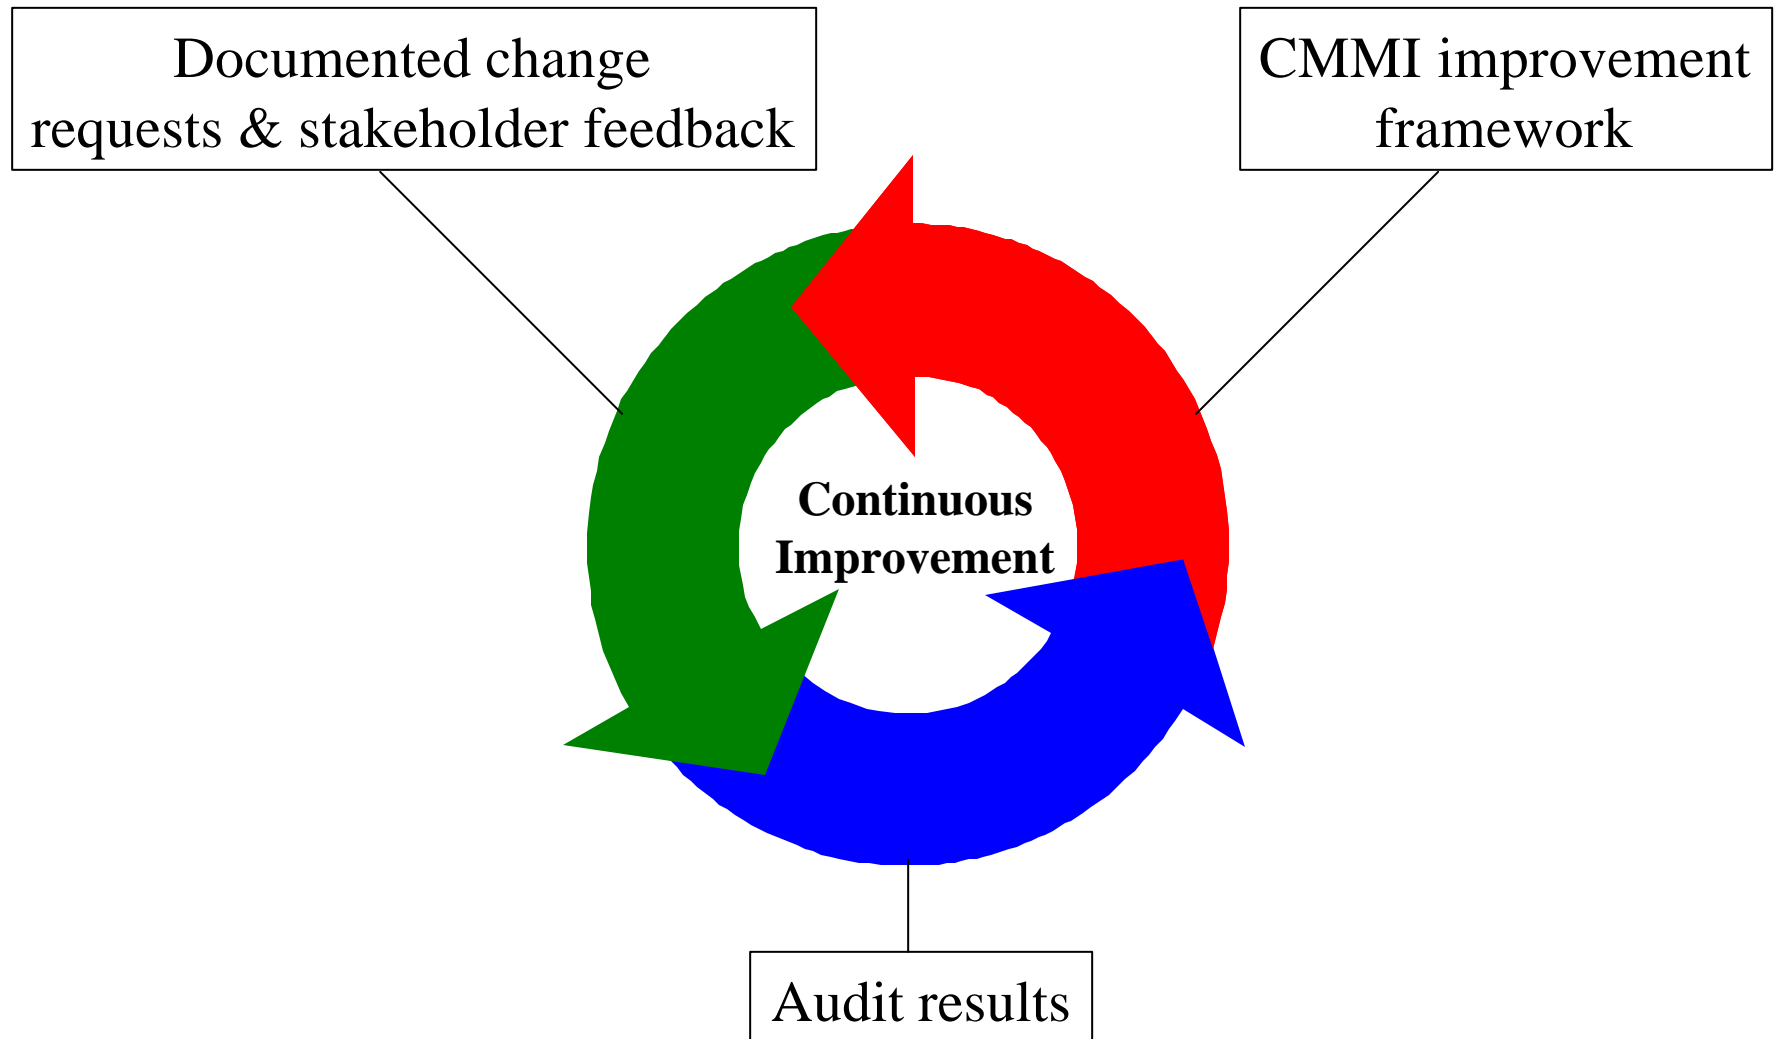 Documented change
requests & stakeholder feedback
CMMI improvement
framework
Continuous
Improvement
Audit results